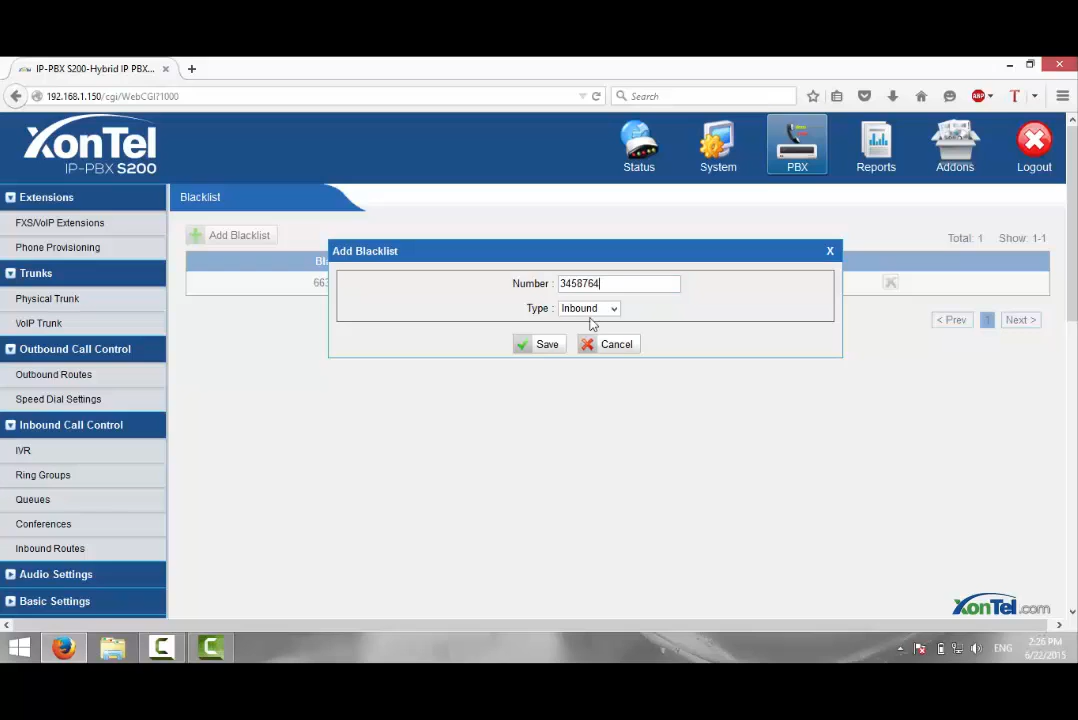 IP-PBX S200-Hybrid IP PBX... × +
192.168.1.150/cgi/WebCGI?1000
Search
ABP
T
XonTel
IP-PBX S200
Status
System
PBX
Reports
Addons
Logout
Extensions
FXS/VoIP Extensions
Phone Provisioning
Trunks
Physical Trunk
VoIP Trunk
Outbound Call Control
Outbound Routes
Speed Dial Settings
Inbound Call Control
IVR
Ring Groups
Queues
Conferences
Inbound Routes
Audio Settings
Basic Settings
Blacklist
Add Blacklist
Total: 1 Show: 1-1
Bl
663
< Prev 1 Next >
Add Blacklist X
Number : 3458764
Type : Inbound
Save Cancel
XonTel.com
ENG
2:26 PM
6/22/2015